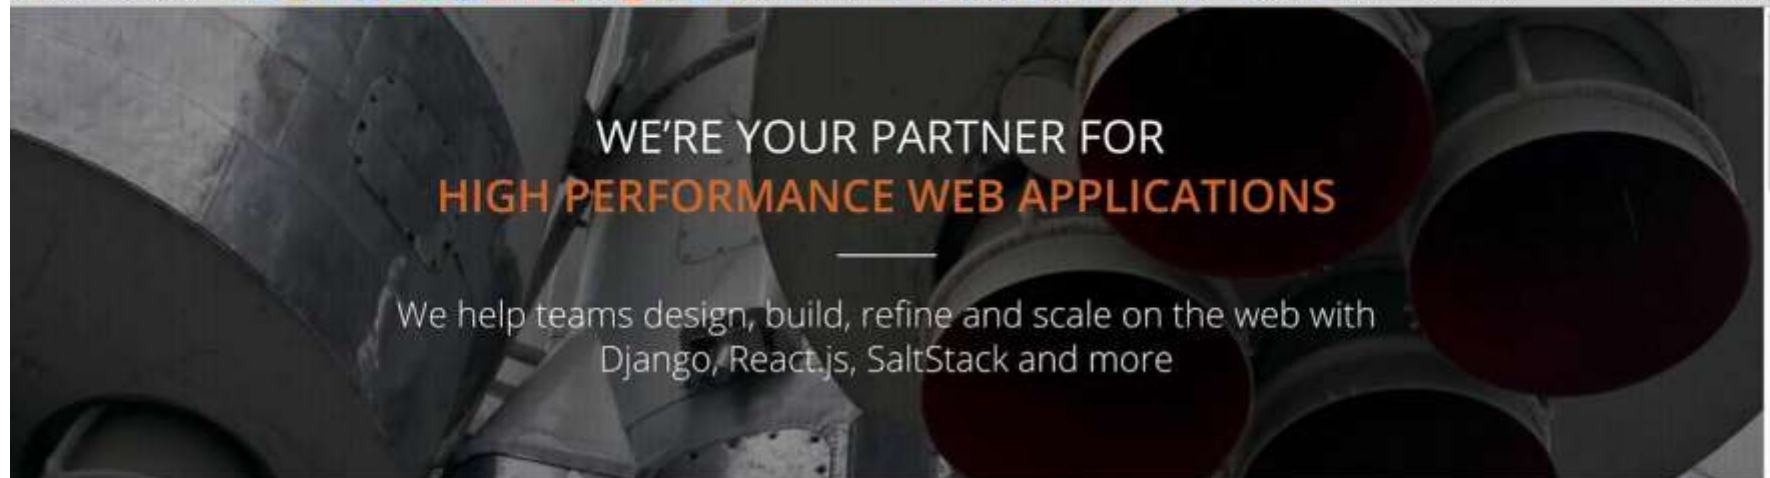 WE’RE YOUR PARTNER FOR
HIGH PERFORMANCE WEB APPLICATIONS
We help teams design, build, refine and scale on the web with
Django, React.js, SaltStack and more